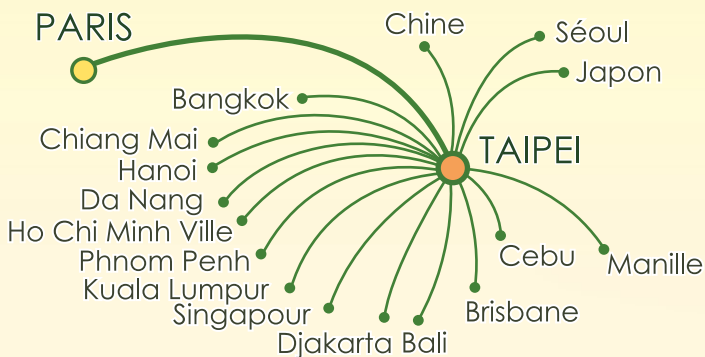 PARIS
Chine
Séoul
Japon
Bangkok
Chiang Mai
TAIPEI
Hanoi
Da Nang
Ho Chi Minh Ville
Phnom Penh
Cebu
Manille
Kuala Lumpur
Singapour
Brisbane
Djakarta
Bali